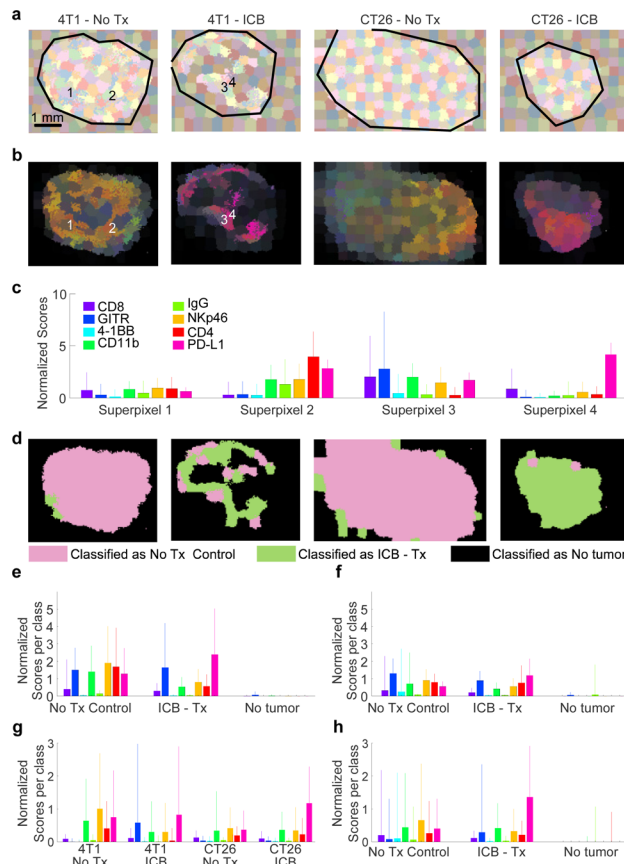 a
4T1 - No Tx
4T1 - ICB
CT26 - No Tx
CT26 - ICB
1
2
3
4
1 mm
b
1
2
3
4
c
Normalized Scores
10
5
0
CD8
GITR
4-1BB
CD11b
IgG
NKp46
CD4
PD-L1
Superpixel 1
Superpixel 2
Superpixel 3
Superpixel 4
d
Classified as No Tx Control
Classified as ICB - Tx
Classified as No tumor
e
Normalized
Scores per class
5
4
3
2
1
0
No Tx Control
ICB - Tx
No tumor
f
Normalized
Scores per class
5
4
3
2
1
0
No Tx Control
ICB - Tx
No tumor
g
Normalized
Scores per class
3
2
1
0
4T1
No Tx
4T1
ICB
CT26
No Tx
CT26
ICB
h
Normalized
Scores per class
3
2
1
0
No Tx Control
ICB - Tx
No tumor